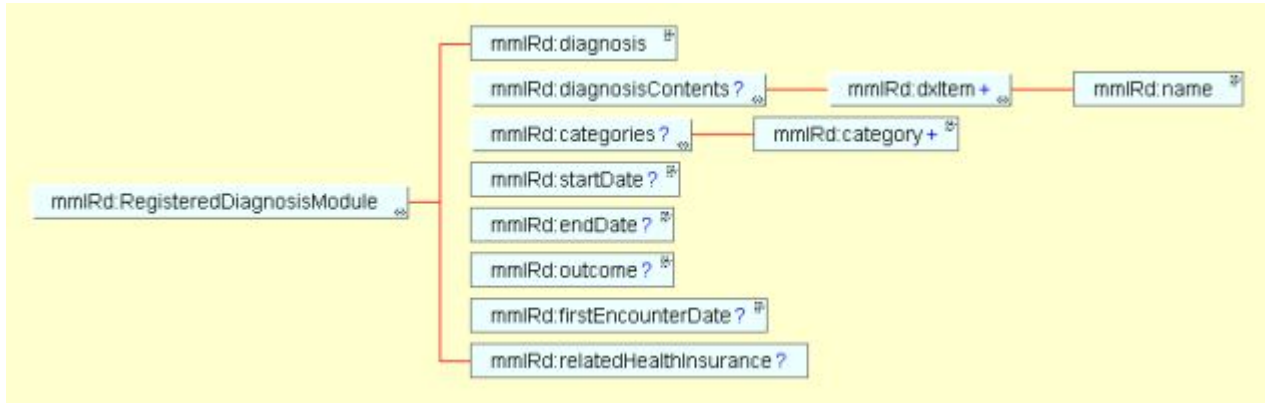 mmlRd:diagnosis
mmlRd:diagnosisContents ? mmlRd:dxItem + mmlRd:name
mmlRd:categories ? mmlRd:category +
mmlRd:startDate ?
mmlRd:RegisteredDiagnosisModule
mmlRd:endDate ?
mmlRd:outcome ?
mmlRd:firstEncounterDate ?
mmlRd:relatedHealthInsurance ?